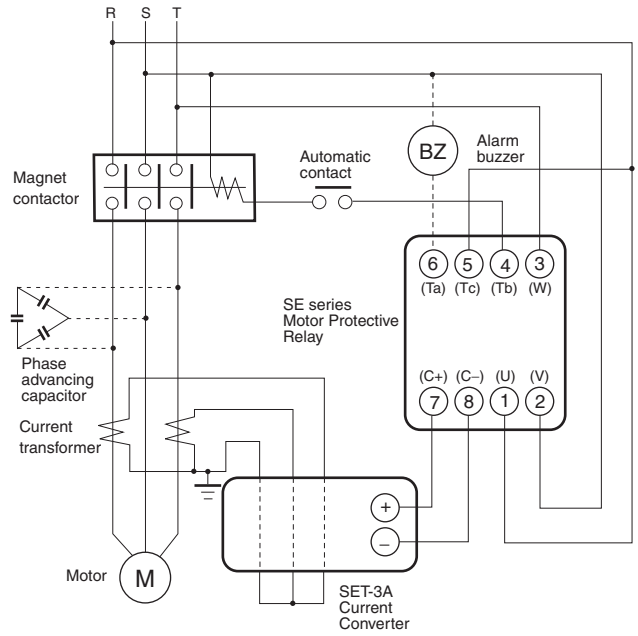 R S T
BZ
Alarm
buzzer
Automatic
contact
Magnet
contactor
6 5 4 3
(Ta) (Tc) (Tb) (W)
SE series
Motor Protective
Relay
Phase
advancing
capacitor
(C+) (C−) (U) (V)
7 8 1 2
Current
transformer
+
−
Motor
M
SET-3A
Current
Converter